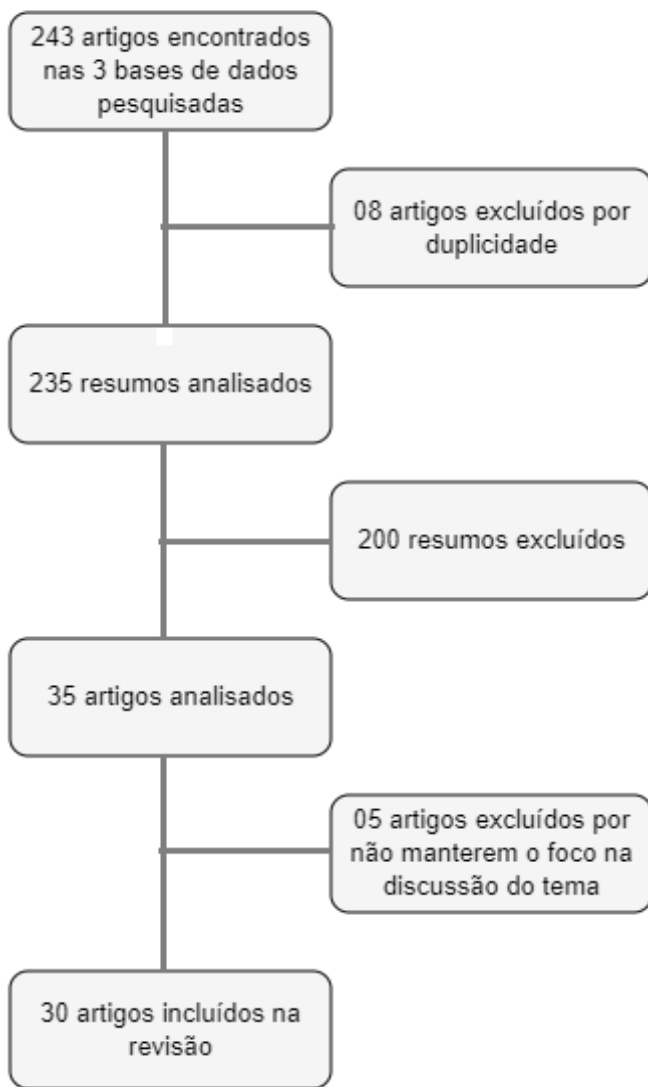 243 artigos encontrados
nas 3 bases de dados
pesquisadas
08 artigos excluídos por
duplicidade
235 resumos analisados
200 resumos excluídos
35 artigos analisados
05 artigos excluídos por
não manterem o foco na
discussão do tema
30 artigos incluídos na
revisão